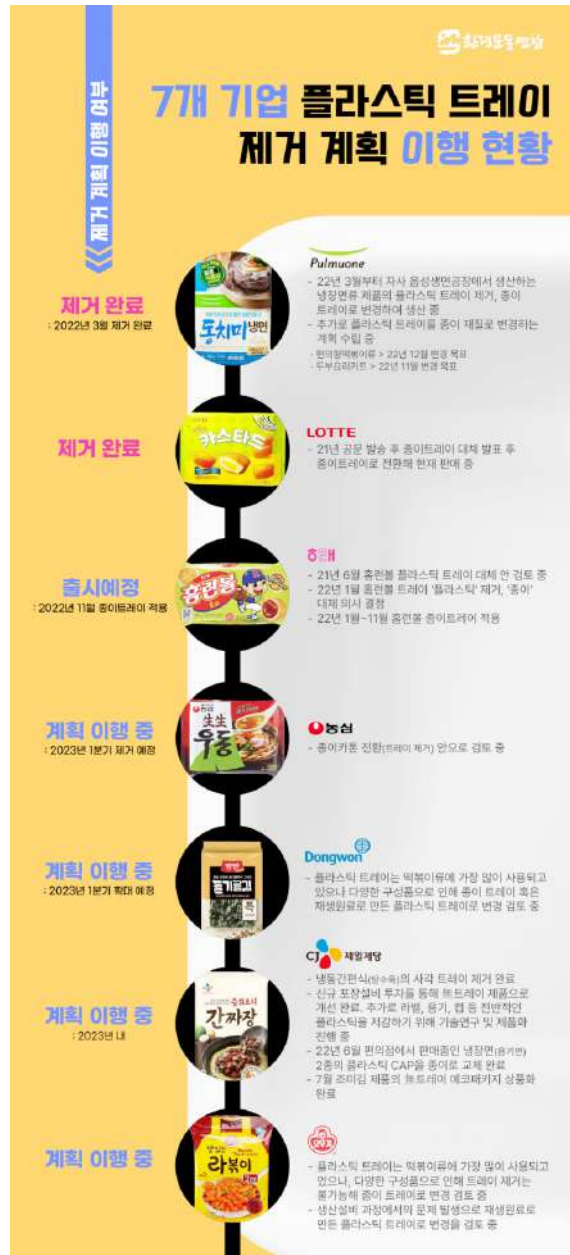 환경운동연합
7개 기업 플라스틱 트레이
제거 계획 이행 현황
제거 계획 이행 여부
제거 완료
: 2022년 3월 제거 완료
동치미 냉면
Pulmuone
- 22년 3월부터 자사 음성생면공장에서 생산하는
냉장면류 제품의 플라스틱 트레이 제거, 종이
트레이로 변경하여 생산 중
- 추가로 플라스틱 트레이를 종이 재질로 변경하는
계획 수립 중
- 편의형떡볶이류 > 22년 12월 변경 목표
- 두부요리키트 > 22년 11월 변경 목표
제거 완료
카스타드
LOTTE
- 21년 공문 발송 후 종이트레이 대체 발표 후
종이트레이로 전환해 현재 판매 중
출시예정
: 2022년 11월 종이트레이 적용
홈런볼
해태
- 21년 6월 홈런볼 플라스틱 트레이 대체 안 검토 중
- 22년 1월 홈런볼 트레이 '플라스틱' 제거, '종이'
대체 의사 결정
- 22년 1월~11월 홈런볼 종이트레이 적용
계획 이행 중
: 2023년 1분기 제거 예정
농심
生生
우동
농심
- 종이카톤 전환(트레이 제거) 안으로 검토 중
계획 이행 중
: 2023년 1분기 확대 예정
들기름김
Dongwon
- 플라스틱 트레이는 떡볶이류에 가장 많이 사용되고
있으나 다양한 구성품으로 인해 종이 트레이 혹은
재생원료로 만든 플라스틱 트레이로 변경 검토 중
계획 이행 중
: 2023년 내
중화요리
간짜장
CJ 제일제당
- 냉동간편식(탕수육)의 사각 트레이 제거 완료
- 신규 포장설비 투자를 통해 無트레이 제품으로
개선 완료. 추가로 라벨, 용기, 캡 등 전반적인
플라스틱을 저감하기 위해 기술연구 및 제품화
진행 중
- 22년 6월 편의점에서 판매중인 냉장면(용기면)
2종의 플라스틱 CAP을 종이로 교체 완료
- 7월 조미김 제품의 無트레이 에코패키지 상품화
완료
계획 이행 중
라볶이
오뚜기
- 플라스틱 트레이는 떡볶이류에 가장 많이 사용되고
있으나, 다양한 구성품으로 인해 트레이 제거는
불가능해 종이 트레이로 변경 검토 중
- 생산설비 과정에서의 문제 발생으로 재생원료로
만든 플라스틱 트레이로 변경을 검토 중